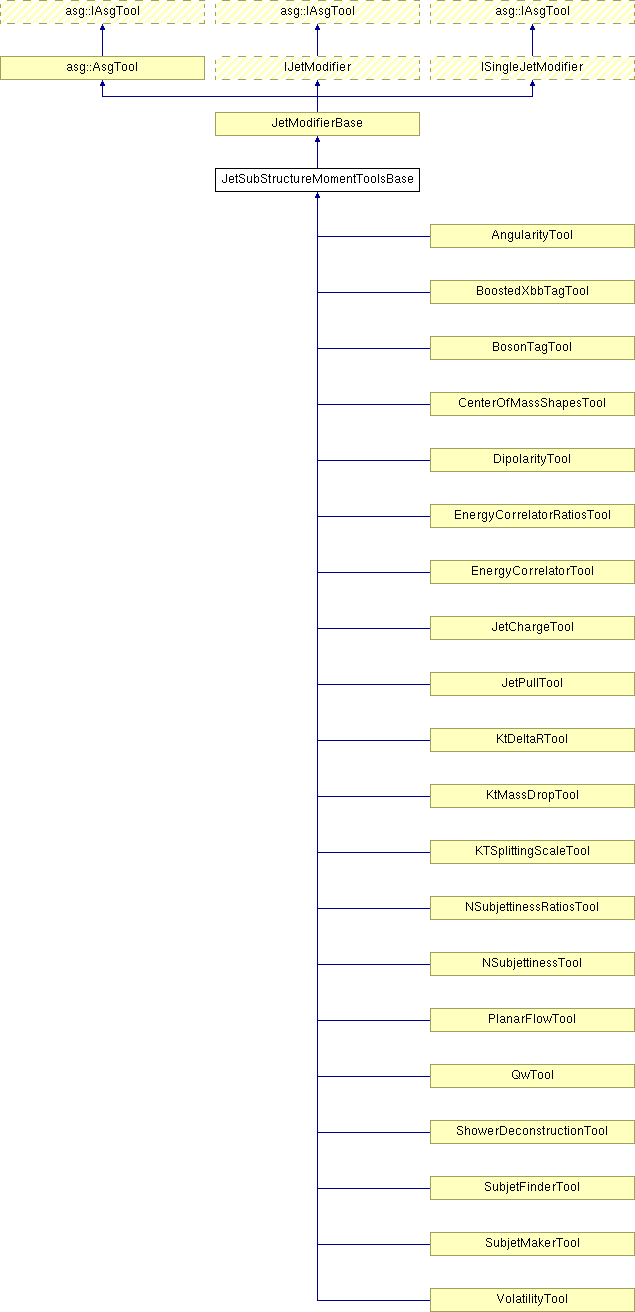 asg::IAsgTool
asg::IAsgTool
asg::IAsgTool
asg::AsgTool
IJetModifier
ISingleJetModifier
JetModifierBase
JetSubStructureMomentToolsBase
AngularityTool
BoostedXbbTagTool
BosonTagTool
CenterOfMassShapesTool
DipolarityTool
EnergyCorrelatorRatiosTool
EnergyCorrelatorTool
JetChargeTool
JetPullTool
KtDeltaRTool
KtMassDropTool
KTSplittingScaleTool
NSubjettinessRatiosTool
NSubjettinessTool
PlanarFlowTool
QwTool
ShowerDeconstructionTool
SubjetFinderTool
SubjetMakerTool
VolatilityTool